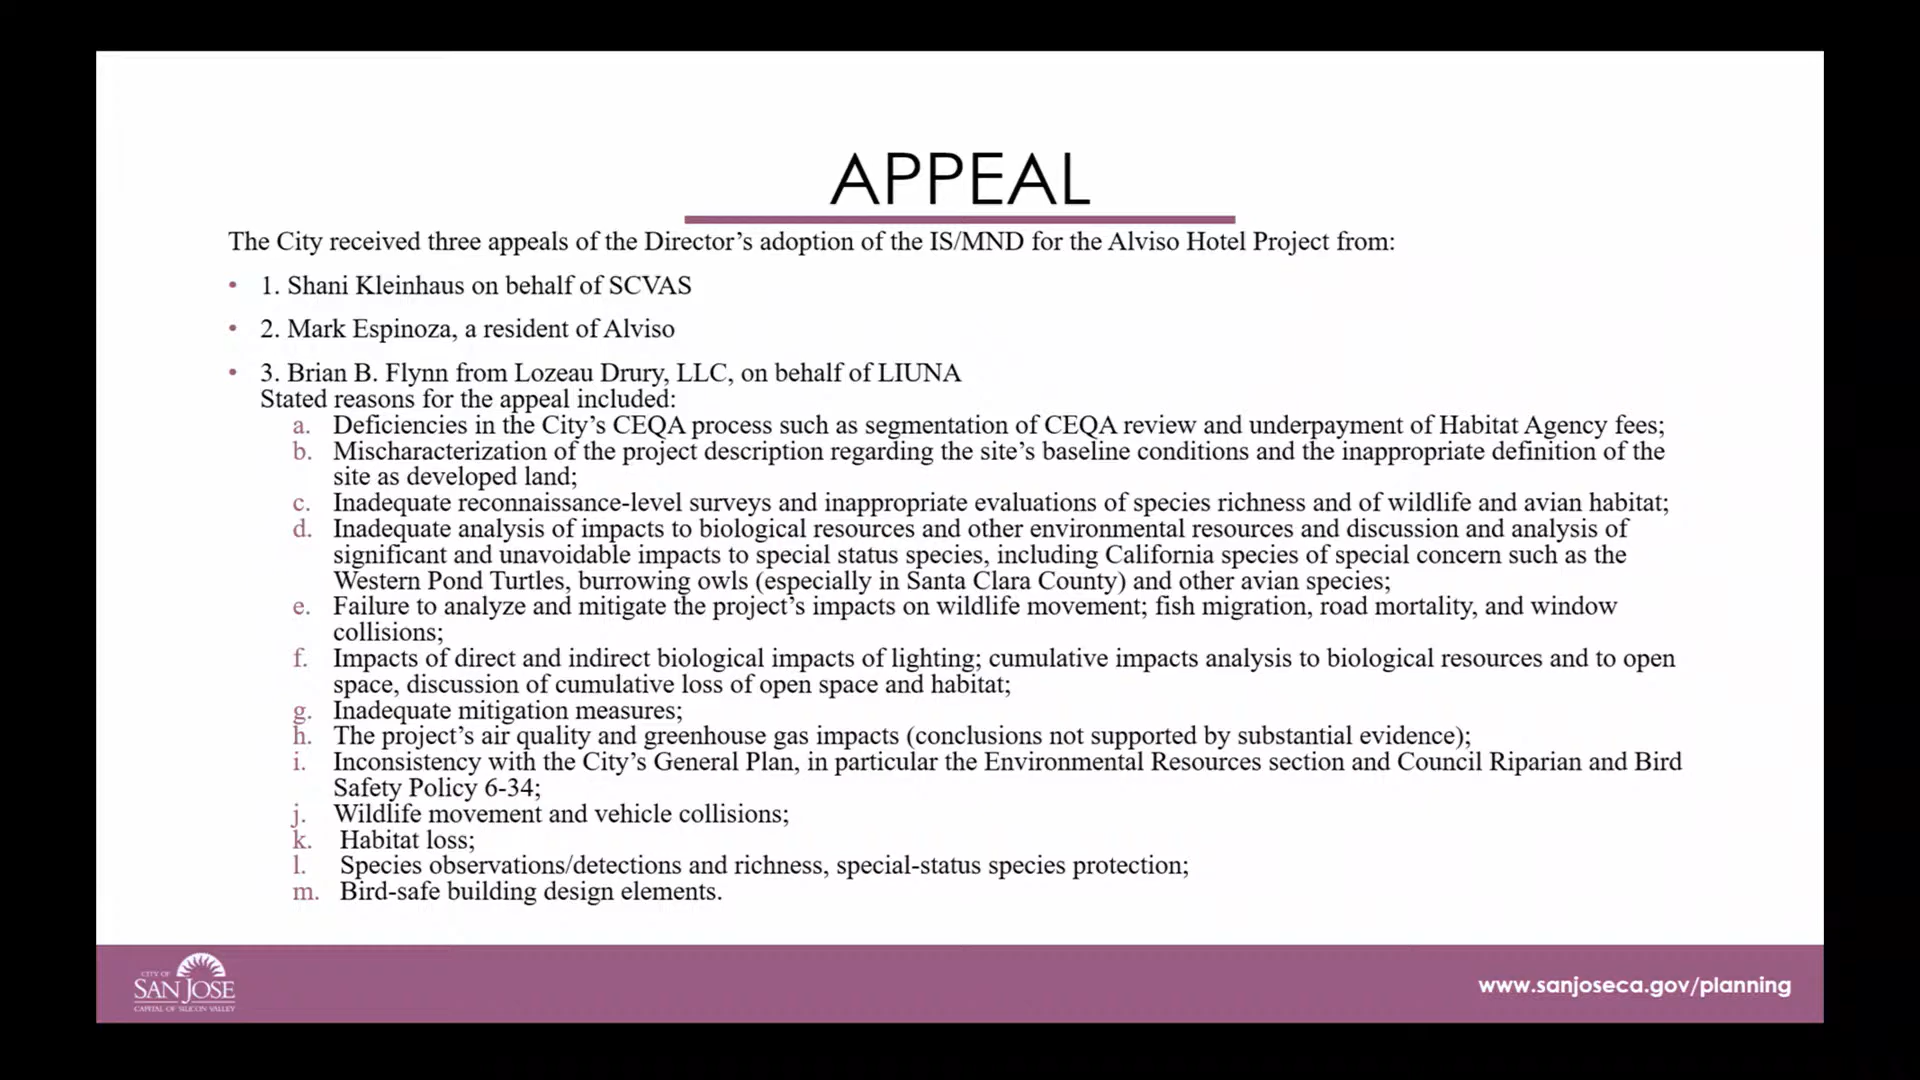 APPEAL
The City received three appeals of the Director’s adoption of the IS/MND for the Alviso Hotel Project from:
• 1. Shani Kleinhaus on behalf of SCVAS
• 2. Mark Espinoza, a resident of Alviso
• 3. Brian B. Flynn from Lozeau Drury, LLC, on behalf of LIUNA
Stated reasons for the appeal included:
a. Deficiencies in the City’s CEQA process such as segmentation of CEQA review and underpayment of Habitat Agency fees;
b. Mischaracterization of the project description regarding the site’s baseline conditions and the inappropriate definition of the
site as developed land;
c. Inadequate reconnaissance-level surveys and inappropriate evaluations of species richness and of wildlife and avian habitat;
d. Inadequate analysis of impacts to biological resources and other environmental resources and discussion and analysis of
significant and unavoidable impacts to special status species, including California species of special concern such as the
Western Pond Turtles, burrowing owls (especially in Santa Clara County) and other avian species;
e. Failure to analyze and mitigate the project’s impacts on wildlife movement; fish migration, road mortality, and window
collisions;
f. Impacts of direct and indirect biological impacts of lighting; cumulative impacts analysis to biological resources and to open
space, discussion of cumulative loss of open space and habitat;
g. Inadequate mitigation measures;
h. The project’s air quality and greenhouse gas impacts (conclusions not supported by substantial evidence);
i. Inconsistency with the City’s General Plan, in particular the Environmental Resources section and Council Riparian and Bird
Safety Policy 6-34;
j. Wildlife movement and vehicle collisions;
k. Habitat loss;
l. Species observations/detections and richness, special-status species protection;
m. Bird-safe building design elements.
CITY OF
SAN JOSE
CAPITAL OF SILICON VALLEY
www.sanjoseca.gov/planning